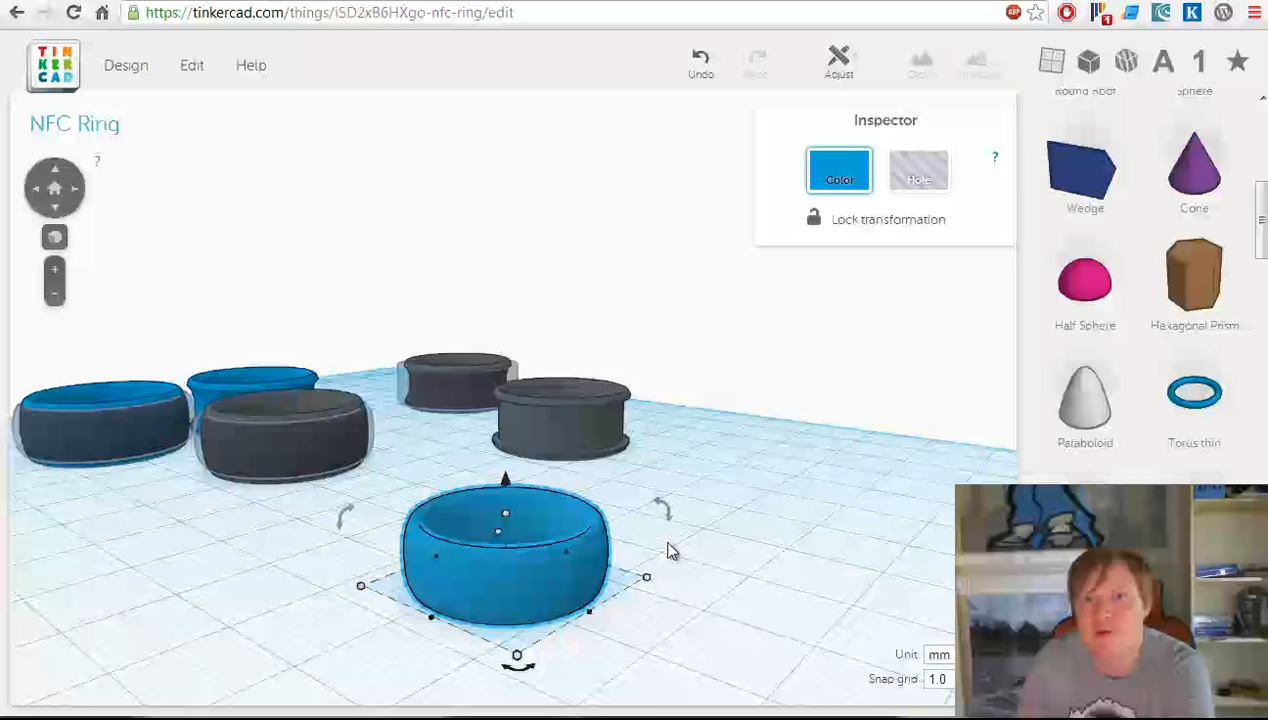 https://tinkercad.com/things/iSD2xB6HXgo-nfc-ring/edit
ABP
1
K
TIN
KER
CAD
Design
Edit
Help
Undo
Adjust
A
1
Round Roof
Sphere
NFC Ring
?
Inspector
Color
Hole
?
Lock transformation
Wedge
Cone
Half Sphere
Hexagonal Prism...
Paraboloid
Torus thin
+
-
Unit mm
Snap grid 1.0